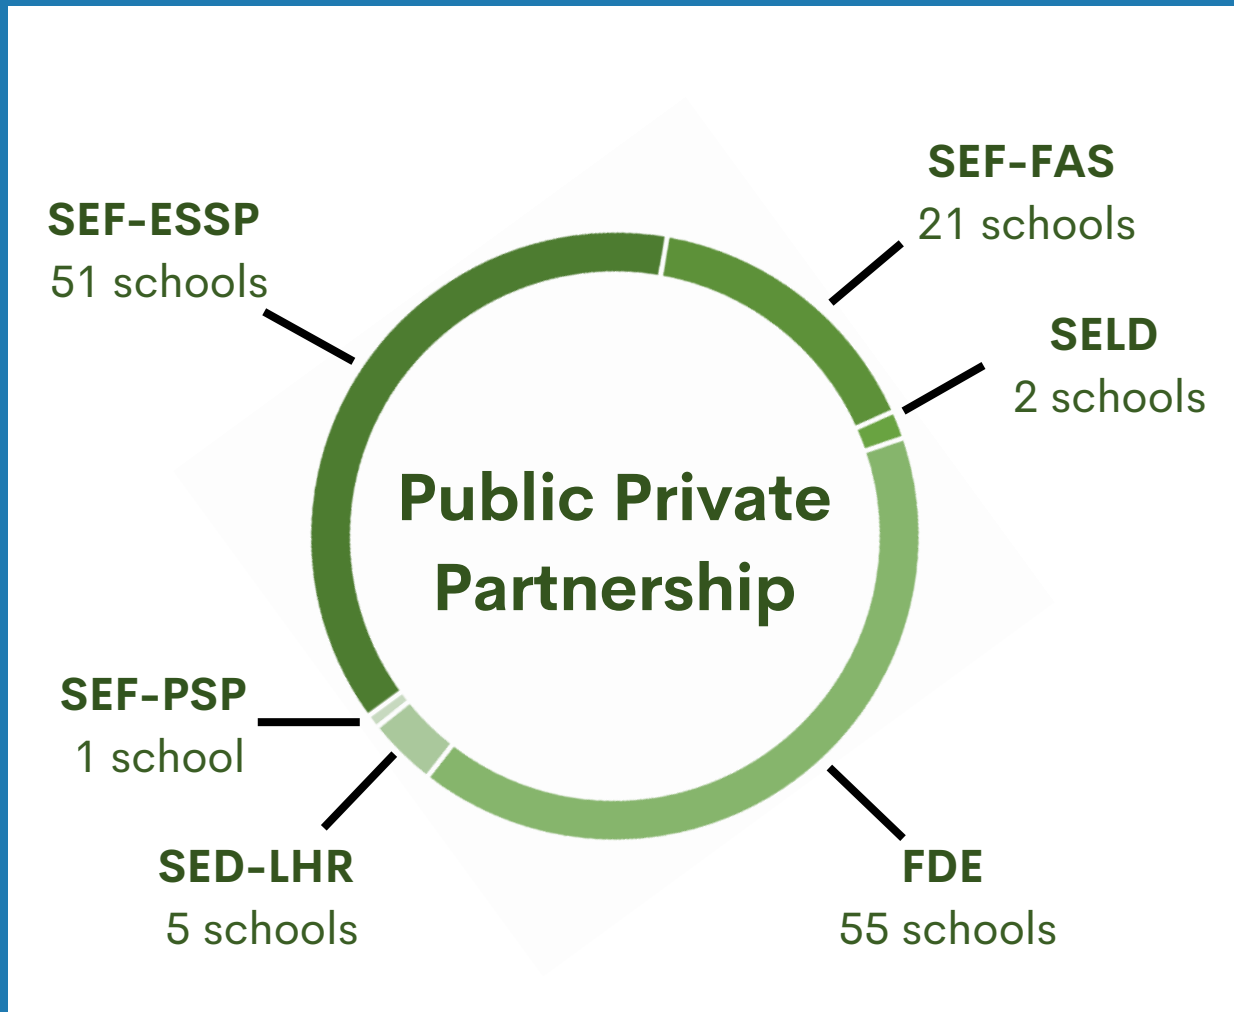 SEF-FAS
21 schools
SEF-ESSP
51 schools
SELD
2 schools
Public Private
Partnership
SEF-PSP
1 school
SED-LHR
5 schools
FDE
55 schools